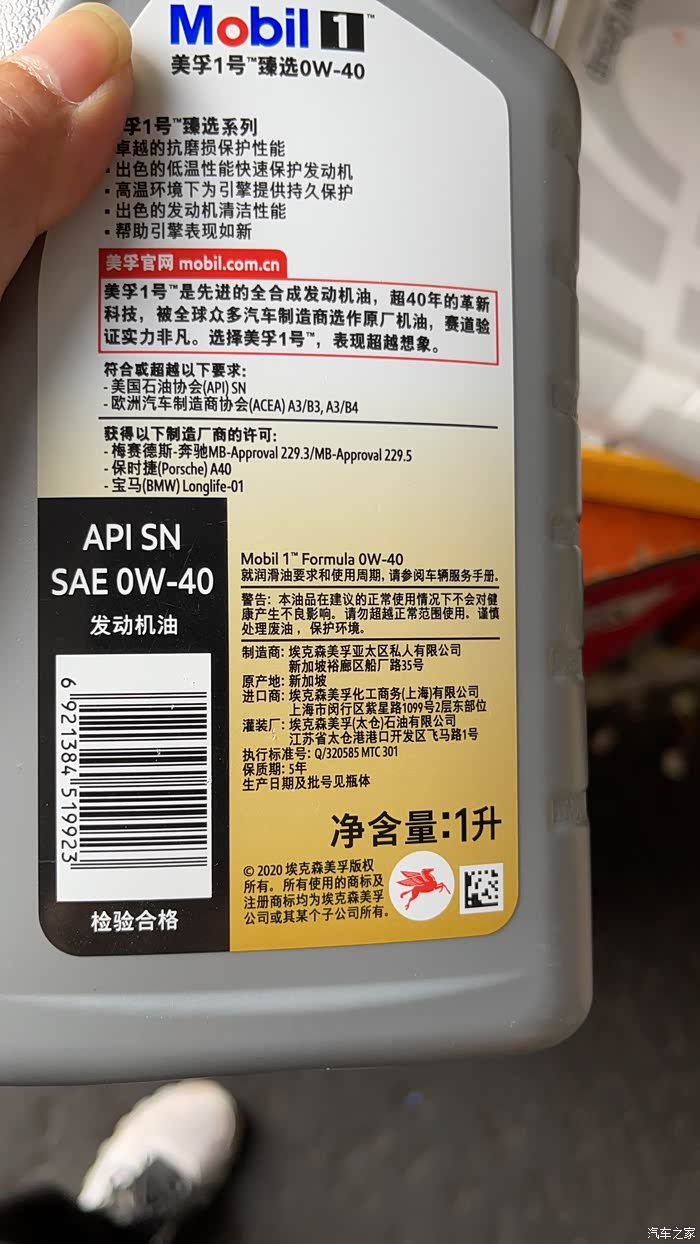 Mobil 1™
美孚1号™臻选0W-40
孚1号™臻选系列
卓越的抗磨损保护性能
▪ 出色的低温性能快速保护发动机
▪ 高温环境下为引擎提供持久保护
▪ 出色的发动机清洁性能
▪ 帮助引擎表现如新
美孚官网 mobil.com.cn
美孚1号™是先进的全合成发动机油，超40年的革新
科技，被全球众多汽车制造商选作原厂机油，赛道验
证实力非凡。选择美孚1号™，表现超越想象。
符合或超越以下要求:
- 美国石油协会(API) SN
- 欧洲汽车制造商协会(ACEA) A3/B3, A3/B4
获得以下制造厂商的许可:
- 梅赛德斯-奔驰MB-Approval 229.3/MB-Approval 229.5
- 保时捷(Porsche) A40
- 宝马(BMW) Longlife-01
API SN
SAE 0W-40
发动机油
6 921384 519923
检验合格
Mobil 1™ Formula 0W-40
就润滑油要求和使用周期, 请参阅车辆服务手册.
警告: 本油品在建议的正常使用情况下不会对健
康产生不良影响。请勿超越正常范围使用。谨慎
处理废油，保护环境。
制造商: 埃克森美孚亚太区私人有限公司
新加坡裕廊区船厂路35号
原产地: 新加坡
进口商: 埃克森美孚化工商务(上海)有限公司
上海市闵行区紫星路1099号2层东部位
灌装厂: 埃克森美孚(太仓)石油有限公司
江苏省太仓港港口开发区飞马路1号
执行标准号: Q/320585 MTC 301
保质期: 5年
生产日期及批号见瓶体
净含量:1升
© 2020 埃克森美孚版权
所有。所有使用的商标及
注册商标均为埃克森美孚
公司或其某个子公司所有。
汽车之家